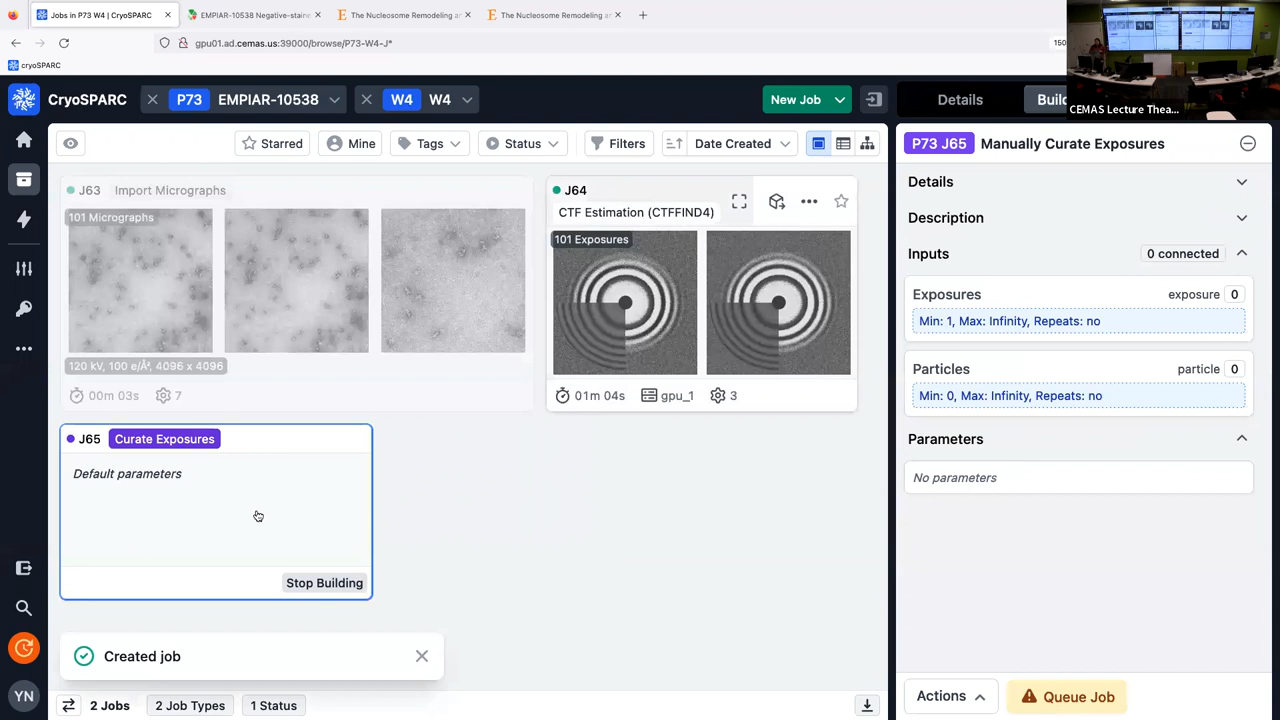 Jobs in P73 W4 | CryoSPARC
EMPIAR-10538 Negative-staine
The Nucleosome Remodeling an
The Nucleosome Remodeling an
gpu01.ad.cemas.us:39000/browse/P73-W4-J*
150
cryoSPARC
CEMAS Lecture Thea...
CryoSPARC
P73
EMPIAR-10538
W4
W4
New Job
Details
Build
Starred
Mine
Tags
Status
Filters
Date Created
P73 J65
Manually Curate Exposures
J63
Import Micrographs
101 Micrographs
120 kV, 100 e/Å², 4096 x 4096
00m 03s
7
J64
CTF Estimation (CTFFIND4)
101 Exposures
01m 04s
gpu_1
3
J65
Curate Exposures
Default parameters
Stop Building
Created job
2 Jobs
2 Job Types
1 Status
Details
Description
Inputs
0 connected
Exposures
exposure
0
Min: 1, Max: Infinity, Repeats: no
Particles
particle
0
Min: 0, Max: Infinity, Repeats: no
Parameters
No parameters
Actions
Queue Job
YN